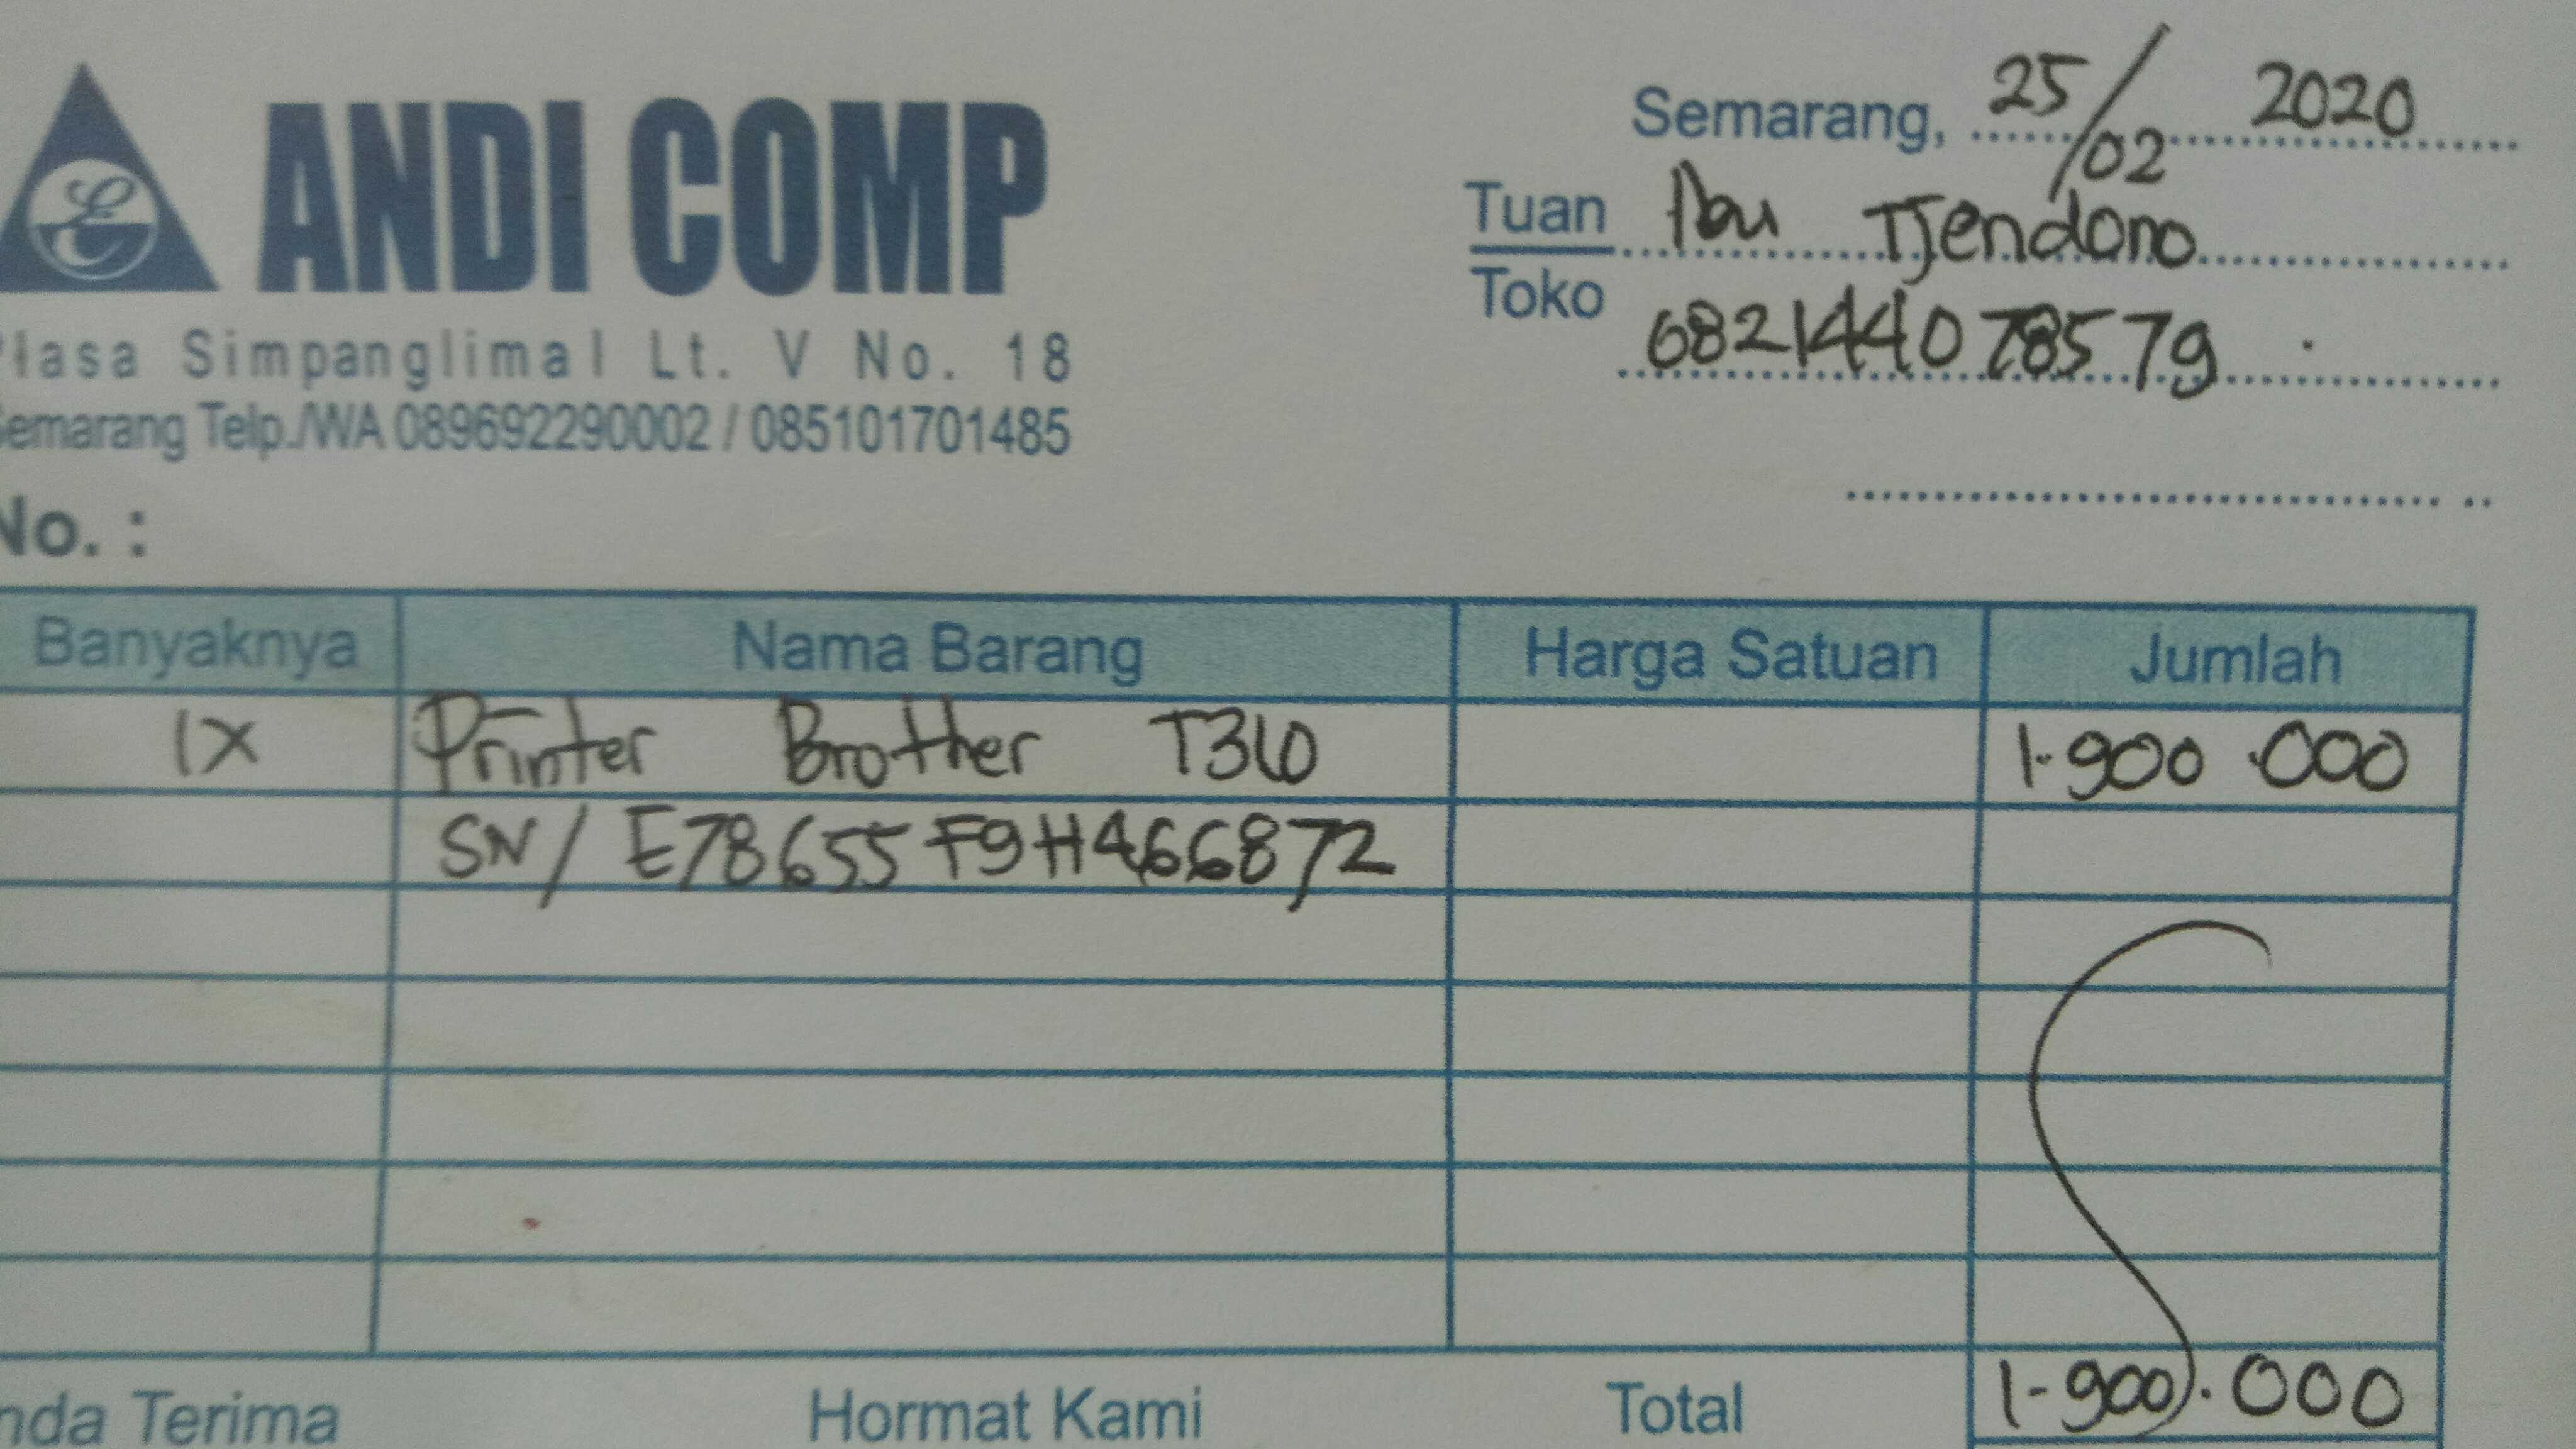 ANDI COMP
Plasa Simpanglimal Lt. V No. 18
Semarang Telp./WA 089692290002 / 085101701485
No. :
Semarang, 25/02 2020
Tuan Ibu Tjendono
Toko 682144078579
Banyaknya Nama Barang Harga Satuan Jumlah
1X Printer Brother T310 1.900.000
SN/ E78655F9H466872
nda Terima Hormat Kami Total 1.900.000